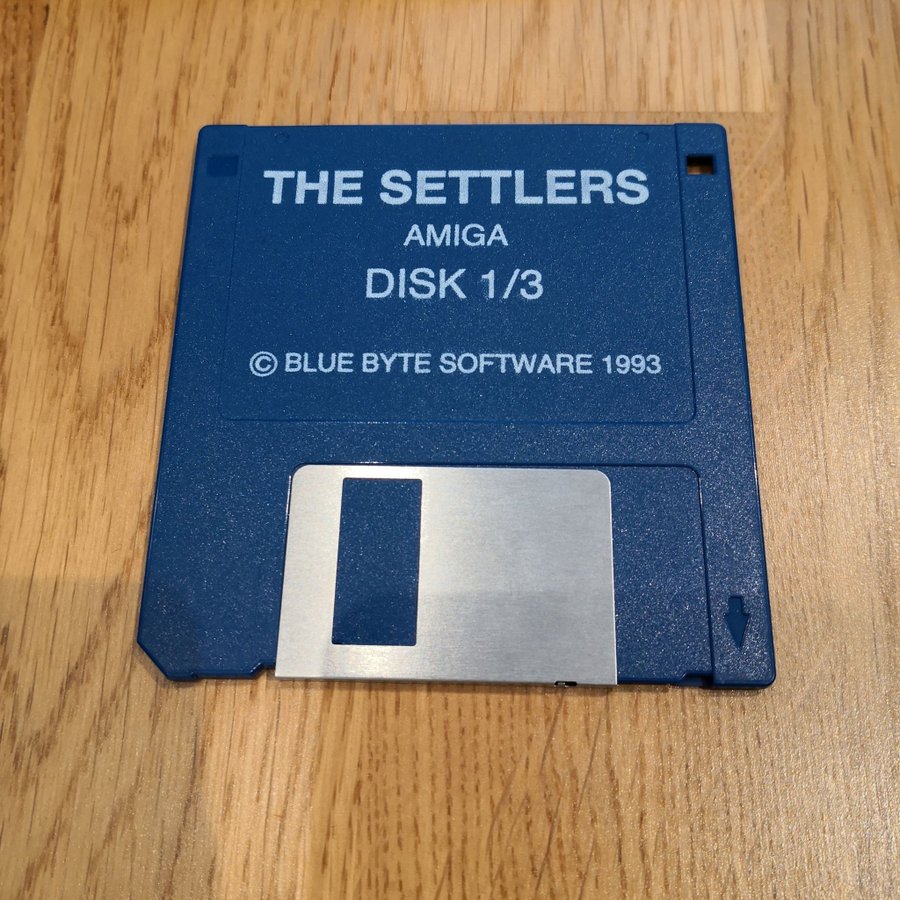 THE SETTLERS
AMIGA
DISK 1/3
© BLUE BYTE SOFTWARE 1993